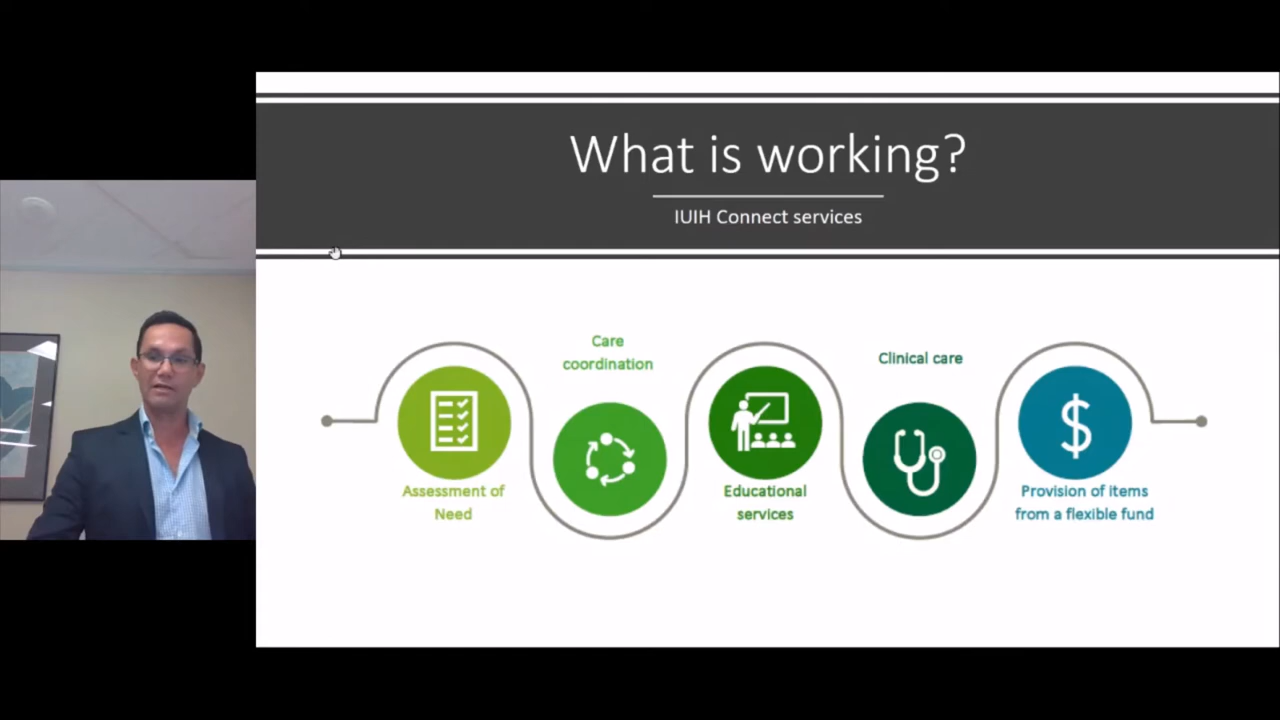 What is working?
IUIH Connect services
Care
coordination
Clinical care
Assessment of
Need
Educational
services
Provision of items
from a flexible fund